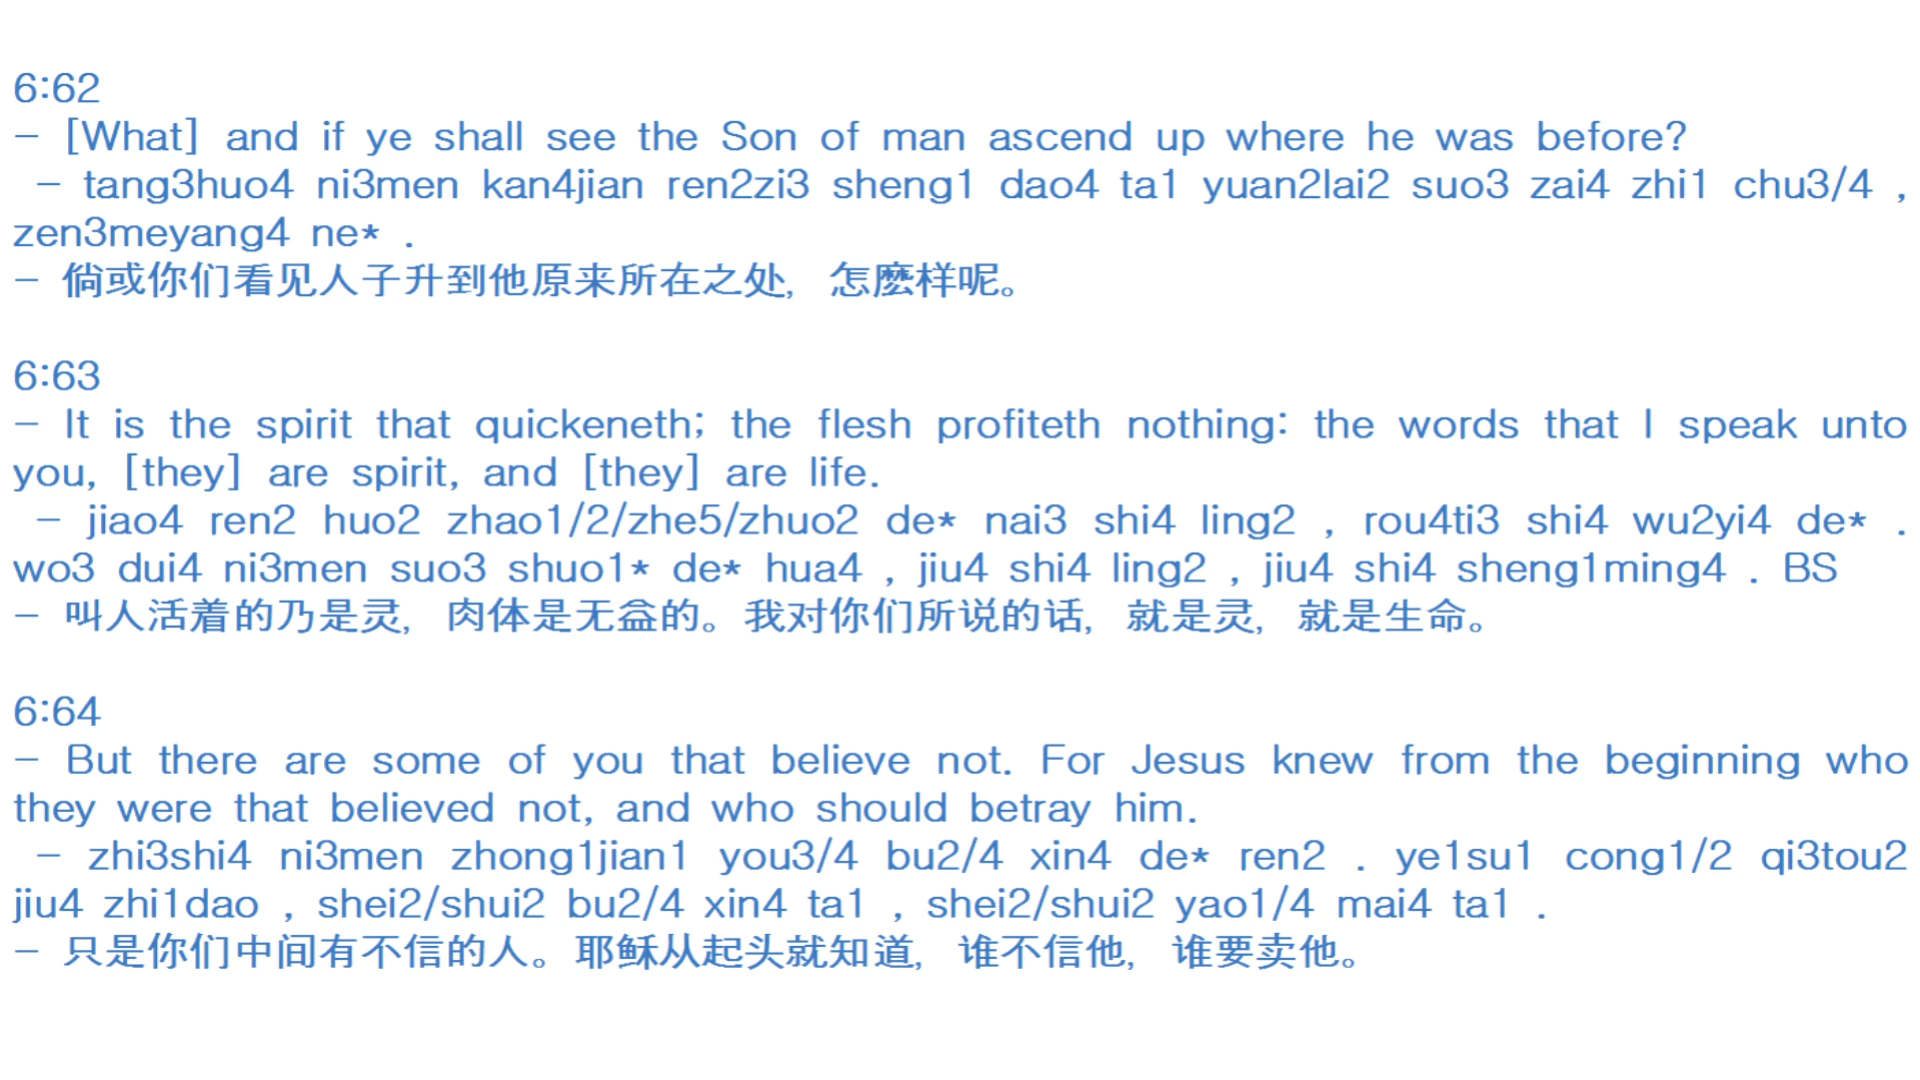 6:62
- [What] and if ye shall see the Son of man ascend up where he was before?
- tang3huo4 ni3men kan4jian ren2zi3 sheng1 dao4 ta1 yuan2lai2 suo3 zai4 zhi1 chu3/4 ,
zen3meyang4 ne* .
- 倘或你们看见人子升到他原来所在之处, 怎麽样呢。
6:63
- It is the spirit that quickeneth; the flesh profiteth nothing: the words that I speak unto
you, [they] are spirit, and [they] are life.
- jiao4 ren2 huo2 zhao1/2/zhe5/zhuo2 de* nai3 shi4 ling2 , rou4ti3 shi4 wu2yi4 de* .
wo3 dui4 ni3men suo3 shuo1* de* hua4 , jiu4 shi4 ling2 , jiu4 shi4 sheng1ming4 . BS
- 叫人活着的乃是灵, 肉体是无益的。我对你们所说的话, 就是灵, 就是生命。
6:64
- But there are some of you that believe not. For Jesus knew from the beginning who
they were that believed not, and who should betray him.
- zhi3shi4 ni3men zhong1jian1 you3/4 bu2/4 xin4 de* ren2 . ye1su1 cong1/2 qi3tou2
jiu4 zhi1dao , shei2/shui2 bu2/4 xin4 ta1 , shei2/shui2 yao1/4 mai4 ta1 .
- 只是你们中间有不信的人。耶稣从起头就知道, 谁不信他, 谁要卖他。